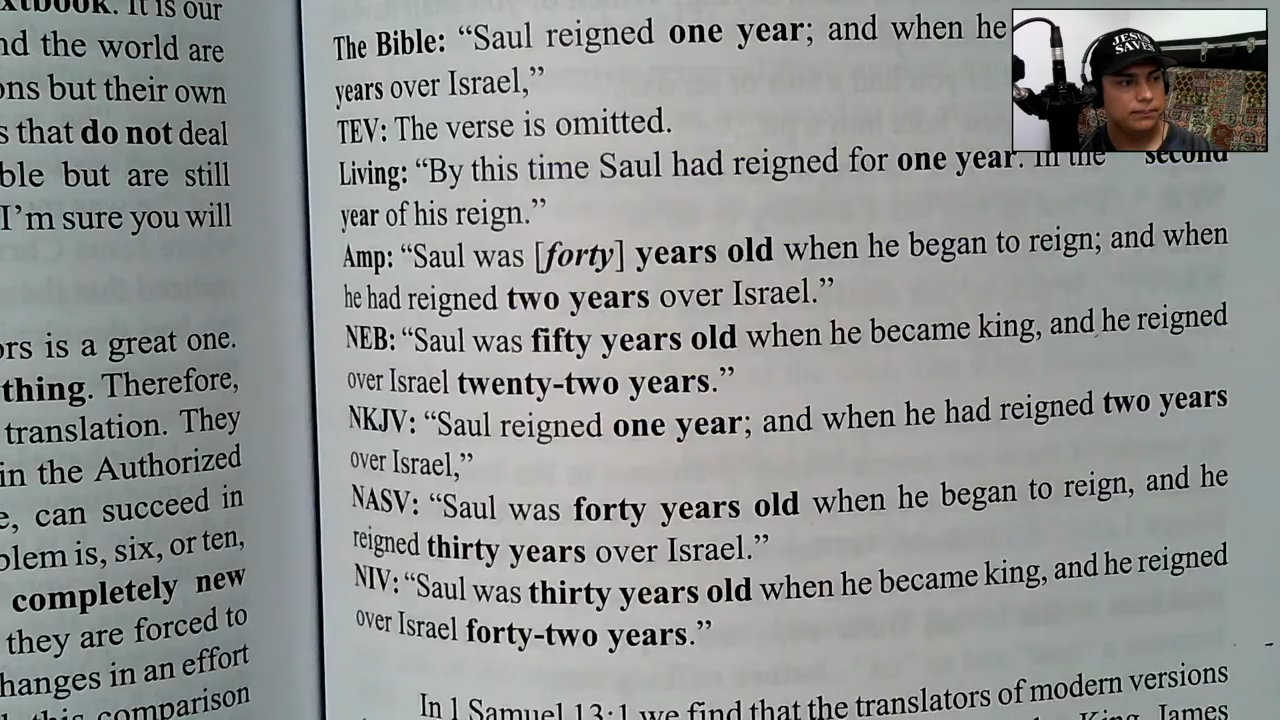 xtbook. It is our
nd the world are
ons but their own
s that do not deal
ble but are still
I'm sure you will
ors is a great one.
thing. Therefore,
translation. They
in the Authorized
e, can succeed in
blem is, six, or ten,
completely new
they are forced to
hanges in an effort
this comparison
The Bible: “Saul reigned one year; and when he
years over Israel,”
TEV: The verse is omitted.
Living: “By this time Saul had reigned for one year. In the second
year of his reign.”
Amp: “Saul was [forty] years old when he began to reign; and when
he had reigned two years over Israel.”
NEB: “Saul was fifty years old when he became king, and he reigned
over Israel twenty-two years.”
NKJV: “Saul reigned one year; and when he had reigned two years
over Israel,”
NASV: “Saul was forty years old when he began to reign, and he
reigned thirty years over Israel.”
NIV: “Saul was thirty years old when he became king, and he reigned
over Israel forty-two years.”
In 1 Samuel 13:1 we find that the translators of modern versions
King James
JESUS
SAVES